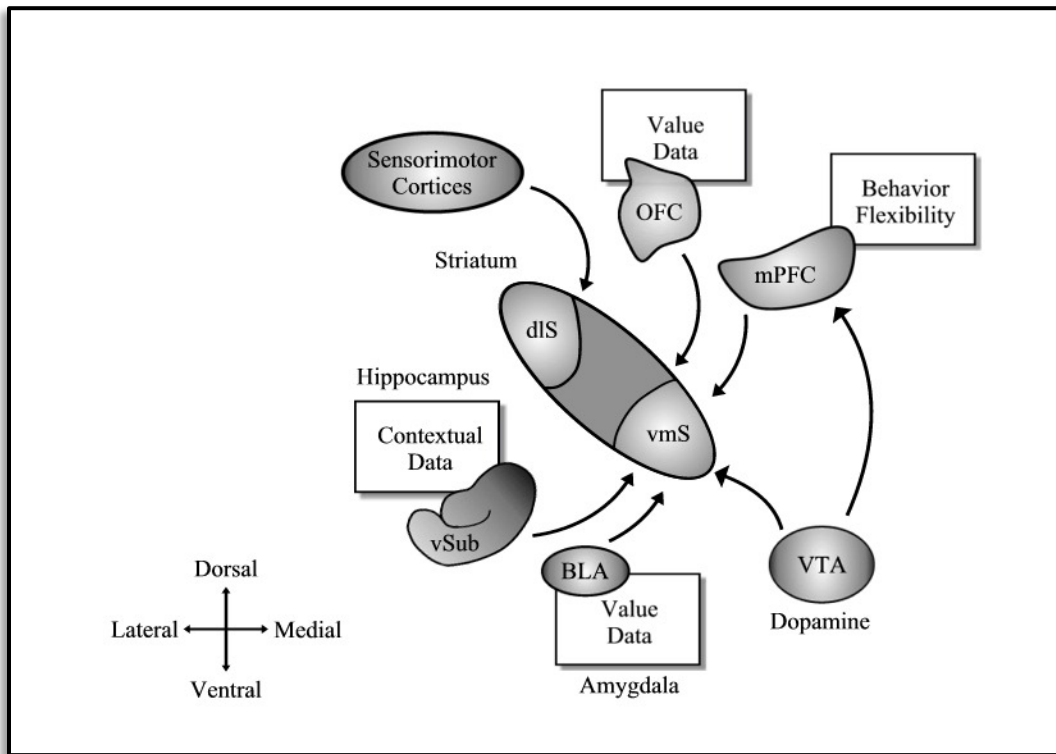 Value
Data
Sensorimotor
Cortices
OFC
Behavior
Flexibility
mPFC
Striatum
dlS
Hippocampus
vmS
Contextual
Data
vSub
BLA
VTA
Dorsal
Value
Data
Dopamine
Lateral
Medial
Ventral
Amygdala